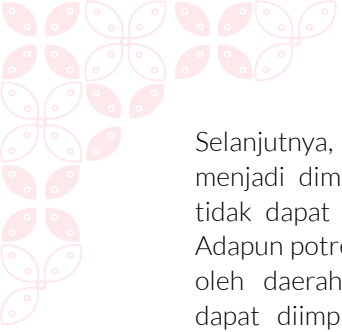 Selanjutnya,
menjadi dim
tidak dapat
Adapun potr
oleh daerah
dapat diimp